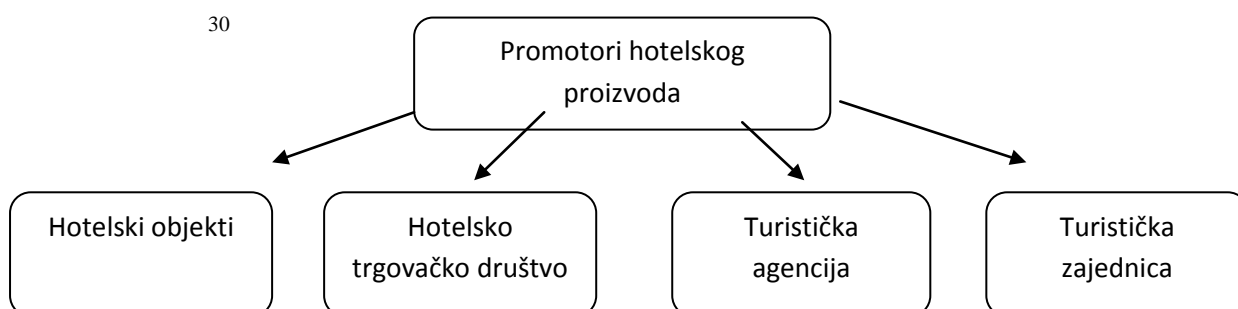 30
Promotori hotelskog
proizvoda
Hotelski objekti
Hotelsko
trgovačko društvo
Turistička
agencija
Turistička
zajednica